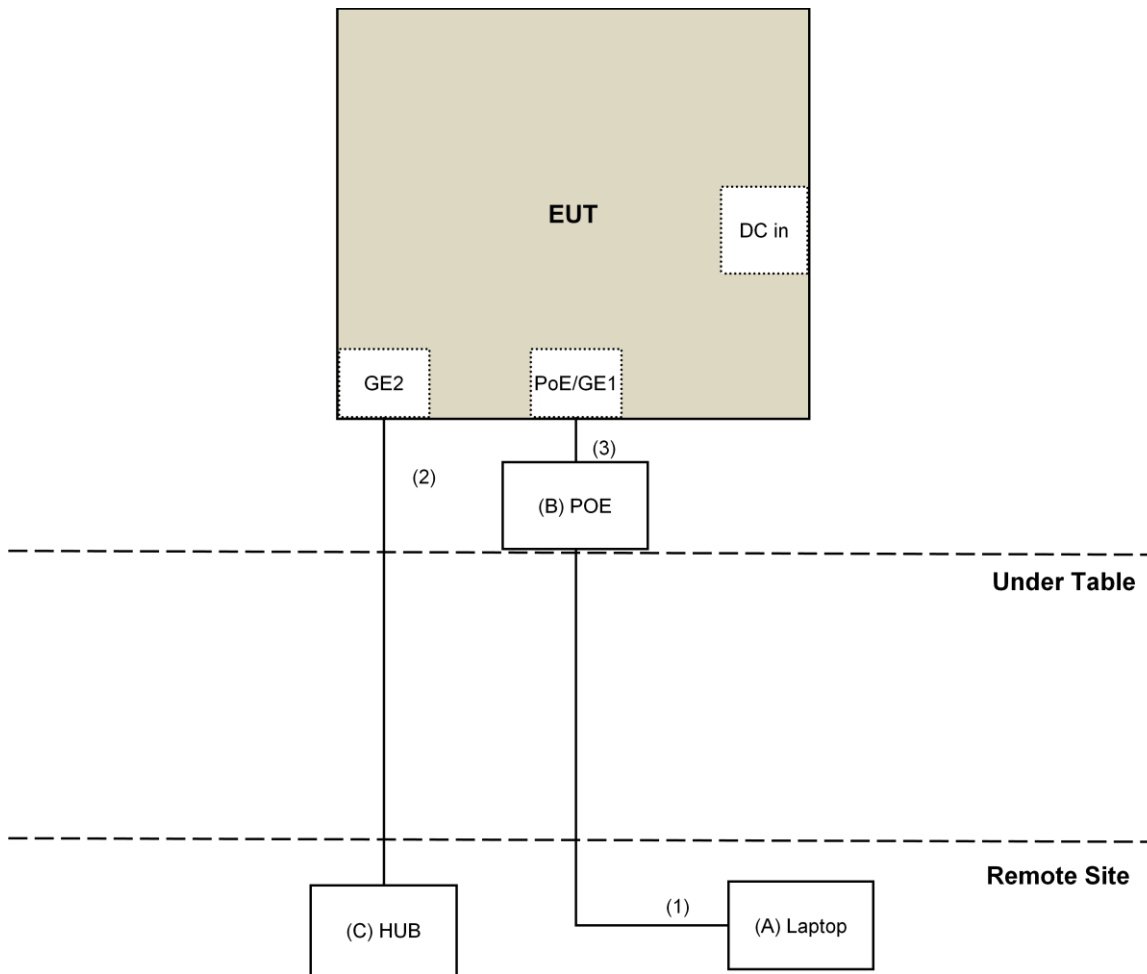 EUT
DC in
GE2
PoE/GE1
(3)
(2)
(B) POE
Under Table
Remote Site
(1)
(A) Laptop
(C) HUB